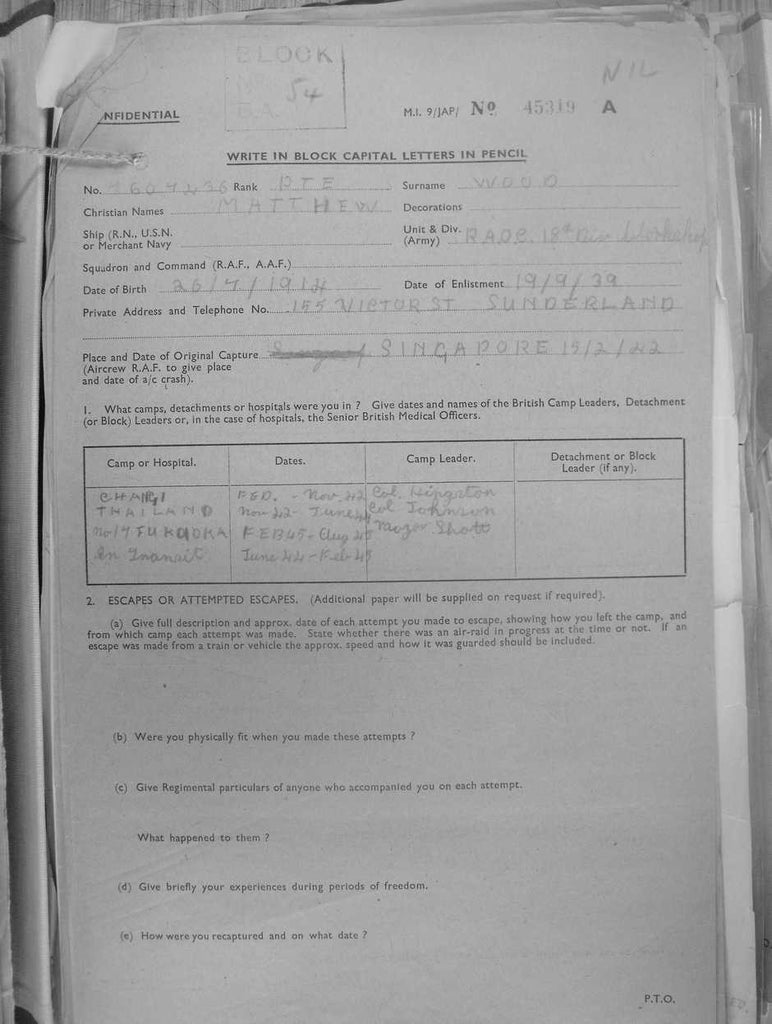 BLOCK
54
NIL
NFIDENTIAL
M.I. 9/JAP/ No 45319 A
WRITE IN BLOCK CAPITAL LETTERS IN PENCIL
No. Rank PTE Surname WOOD
Christian Names MATTHEW Decorations
Ship (R.N., U.S.N. or Merchant Navy Unit & Div. (Army) R.A.O.C. 18th Div Workshop
Squadron and Command (R.A.F., A.A.F.)
Date of Birth 26/7/1914 Date of Enlistment 19/9/39
Private Address and Telephone No. 155 VICTOR ST SUNDERLAND
Place and Date of Original Capture SINGAPORE 15/2/42
(Aircrew R.A.F. to give place
and date of a/c crash).
1. What camps, detachments or hospitals were you in ? Give dates and names of the British Camp Leaders, Detachment
(or Block) Leaders or, in the case of hospitals, the Senior British Medical Officers.
Camp or Hospital. Dates. Camp Leader. Detachment or Block Leader (if any).
CHANGI FED. - Nov 42 Col.
THAILAND Nov 42 - June 44 Col Johnson
No 17 FUKUOKA FEB 45 - Aug 45
In Transit June 44 - Feb 45
2. ESCAPES OR ATTEMPTED ESCAPES. (Additional paper will be supplied on request if required).
(a) Give full description and approx. date of each attempt you made to escape, showing how you left the camp, and
from which camp each attempt was made. State whether there was an air-raid in progress at the time or not. If an
escape was made from a train or vehicle the approx. speed and how it was guarded should be included.
(b) Were you physically fit when you made these attempts ?
(c) Give Regimental particulars of anyone who accompanied you on each attempt.
What happened to them ?
(d) Give briefly your experiences during periods of freedom.
(e) How were you recaptured and on what date ?
P.T.O.